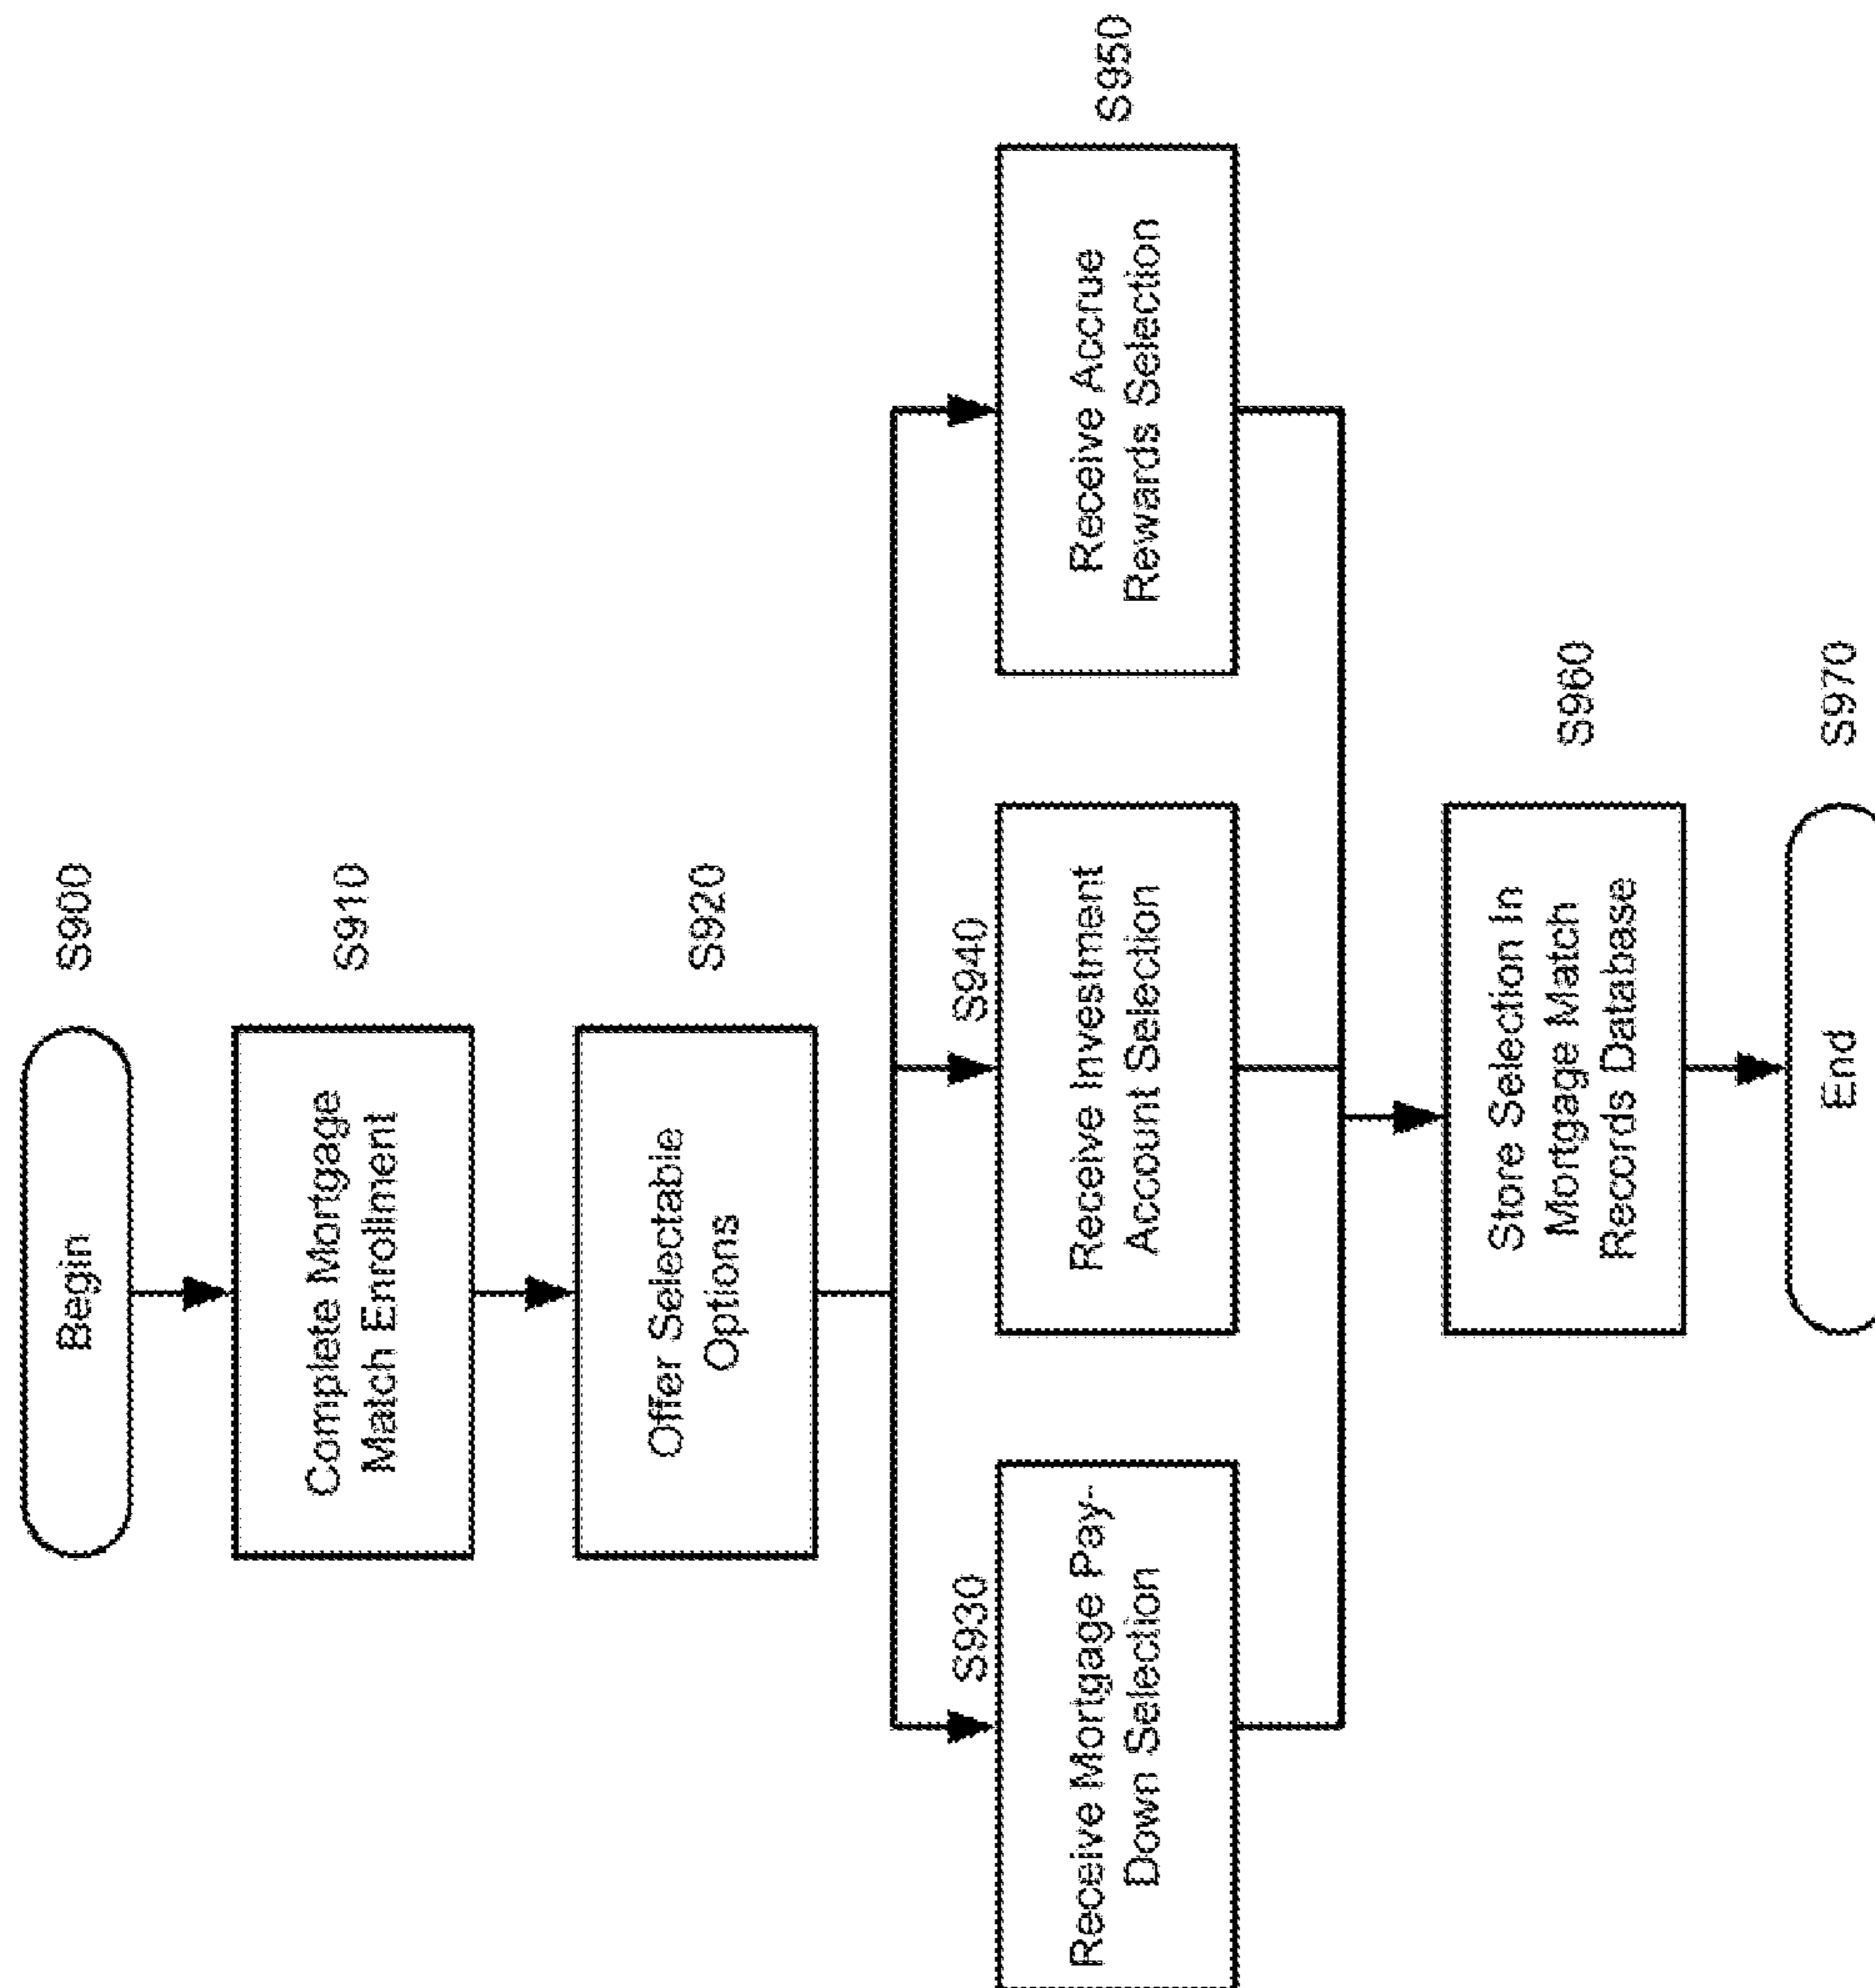 Begin
S900
Complete Mortgage
Match Enrollment
S910
Offer Selectable
Options
S920
S930
Receive Mortgage Pay-
Down Selection
S940
Receive Investment
Account Selection
Receive Accrue
Rewards Selection
S950
Store Selection In
Mortgage Match
Records Database
S960
End
S970